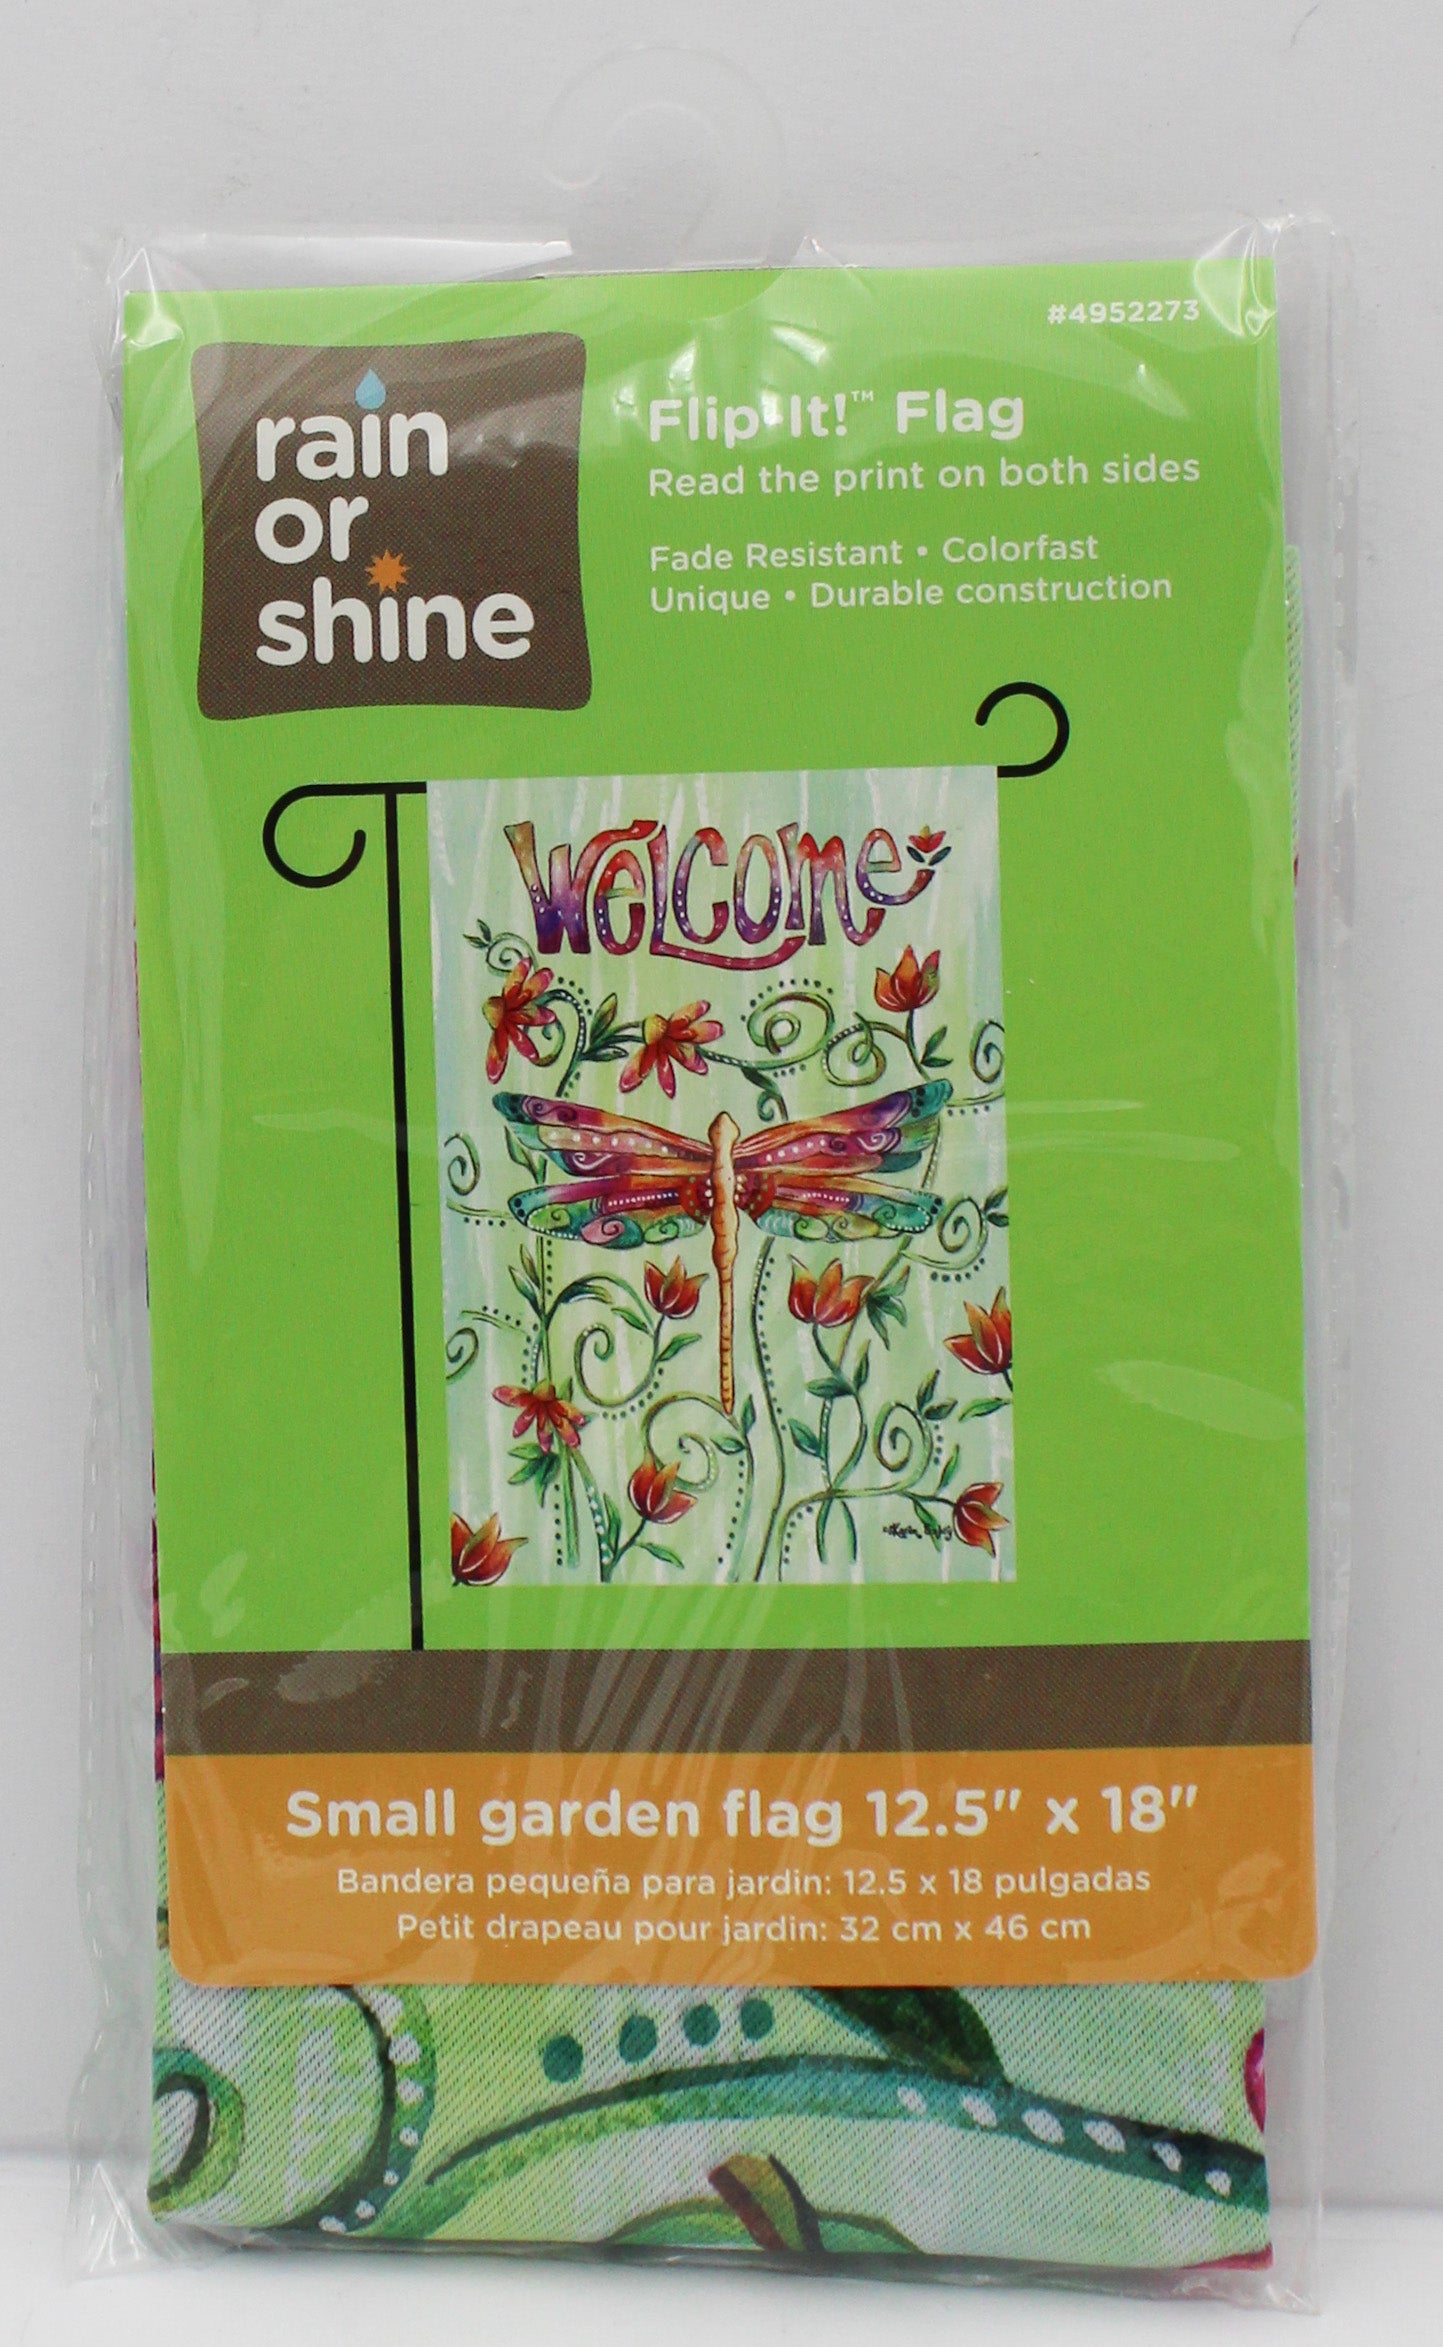 #4952273
rain
or
shine
Flip It!™ Flag
Read the print on both sides
Fade Resistant • Colorfast
Unique • Durable construction
Welcome
Small garden flag 12.5" x 18"
Bandera pequeña para jardin: 12.5 x 18 pulgadas
Petit drapeau pour jardin: 32 cm x 46 cm